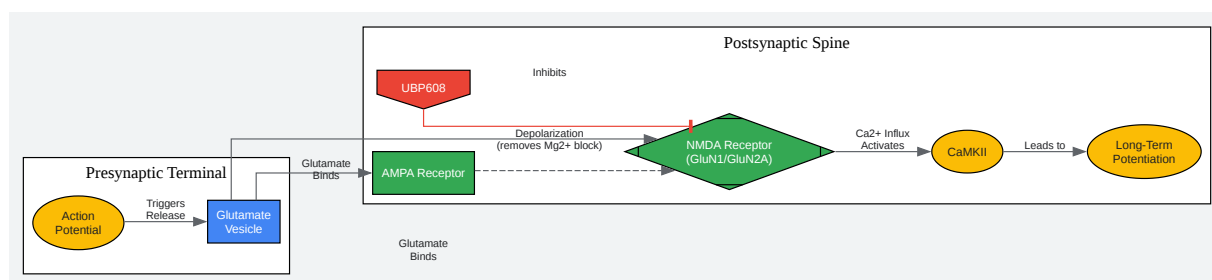 Postsynaptic Spine
UBP608
Inhibits
Depolarization
(removes Mg2+ block)
NMDA Receptor
(GluN1/GluN2A)
Ca2+ Influx
Activates
CaMKII
Leads to
Long-Term
Potentiation
Presynaptic Terminal
Glutamate
Binds
AMPA Receptor
Action
Potential
Triggers
Release
Glutamate
Vesicle
Glutamate
Binds